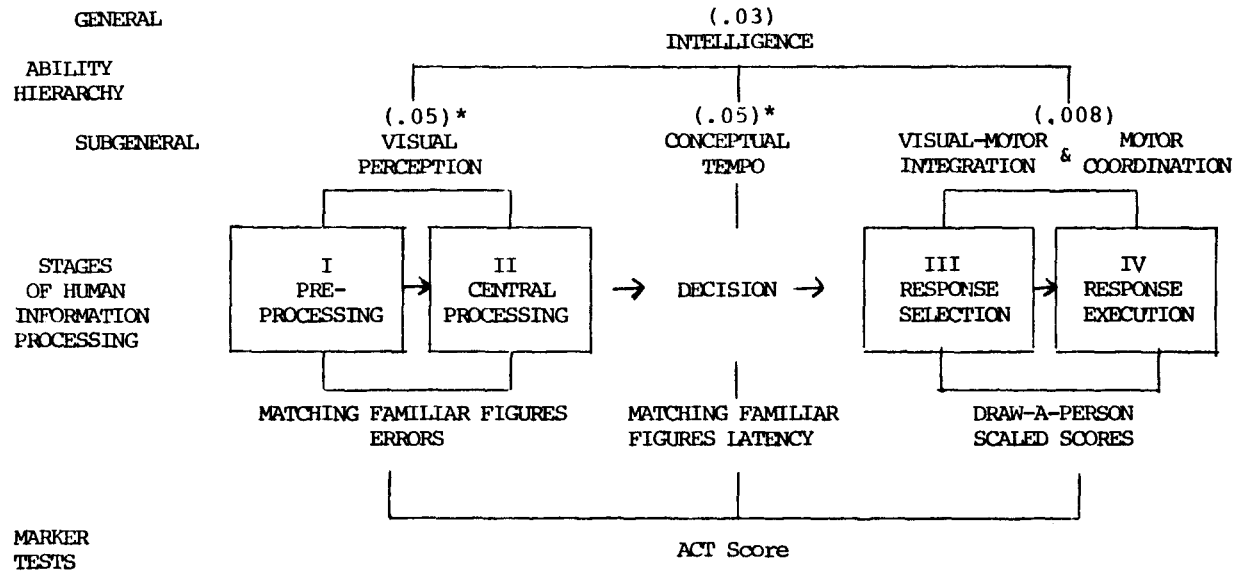 GENERAL
(.03)
INTELLIGENCE
ABILITY
HIERARCHY
(.05)*
(.05)*
(.008)
SUBGENERAL
VISUAL
PERCEPTION
CONCEPTUAL
TEMPO
VISUAL-MOTOR
INTEGRATION
&
MOTOR
COORDINATION
STAGES
OF HUMAN
INFORMATION
PROCESSING
I
PRE-
PROCESSING
II
CENTRAL
PROCESSING
DECISION
III
RESPONSE
SELECTION
IV
RESPONSE
EXECUTION
MATCHING FAMILIAR FIGURES
ERRORS
MATCHING FAMILIAR
FIGURES LATENCY
DRAW-A-PERSON
SCALED SCORES
MARKER
TESTS
ACT Score